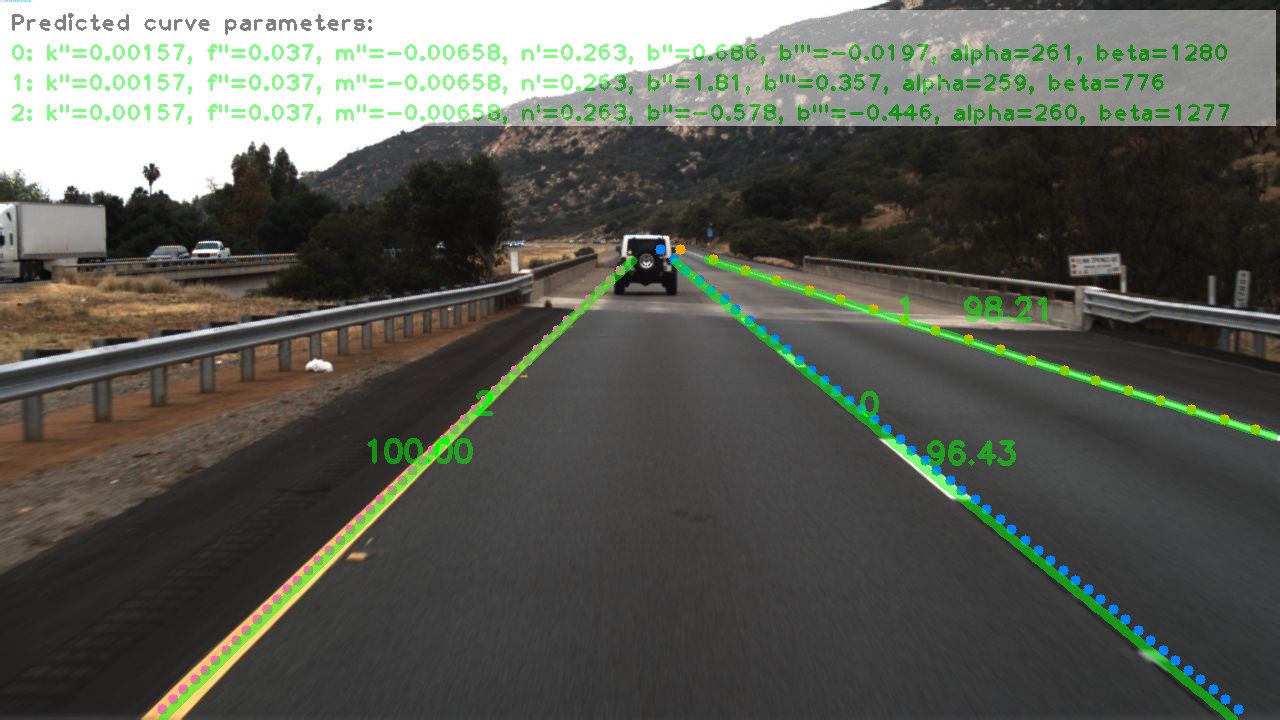 Predicted curve parameters:
0: k''=0.00157, f''=0.037, m''=−0.00658, n'=0.263, b''=0.686, b'''=−0.0197, alpha=261, beta=1280
1: k''=0.00157, f''=0.037, m''=−0.00658, n'=0.263, b''=1.81, b'''=0.357, alpha=259, beta=776
2: k''=0.00157, f''=0.037, m''=−0.00658, n'=0.263, b''=−0.578, b'''=−0.446, alpha=260, beta=1277
1 98.21
2 0
100.00 96.43